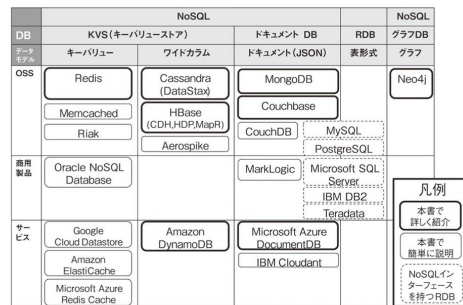 NoSQL
NoSQL
DB
KVS(キーバリューストア)
ドキュメント DB
RDB
グラフDB
データモデル
キーバリュー
ワイドカラム
ドキュメント(JSON)
表形式
グラフ
OSS
Redis
Cassandra
(DataStax)
MongoDB
Neo4j
Memcached
HBase
(CDH,HDP,MapR)
Couchbase
Riak
Aerospike
CouchDB
MySQL
PostgreSQL
商用
製品
Oracle NoSQL
Database
MarkLogic
Microsoft SQL
Server
IBM DB2
Teradata
サー
ビス
Google
Cloud Datastore
Amazon
DynamoDB
Microsoft Azure
DocumentDB
Amazon
ElastiCache
IBM Cloudant
Microsoft Azure
Redis Cache
凡例
本書で
詳しく紹介
本書で
簡単に説明
NoSQLイン
ターフェース
を持つRDB